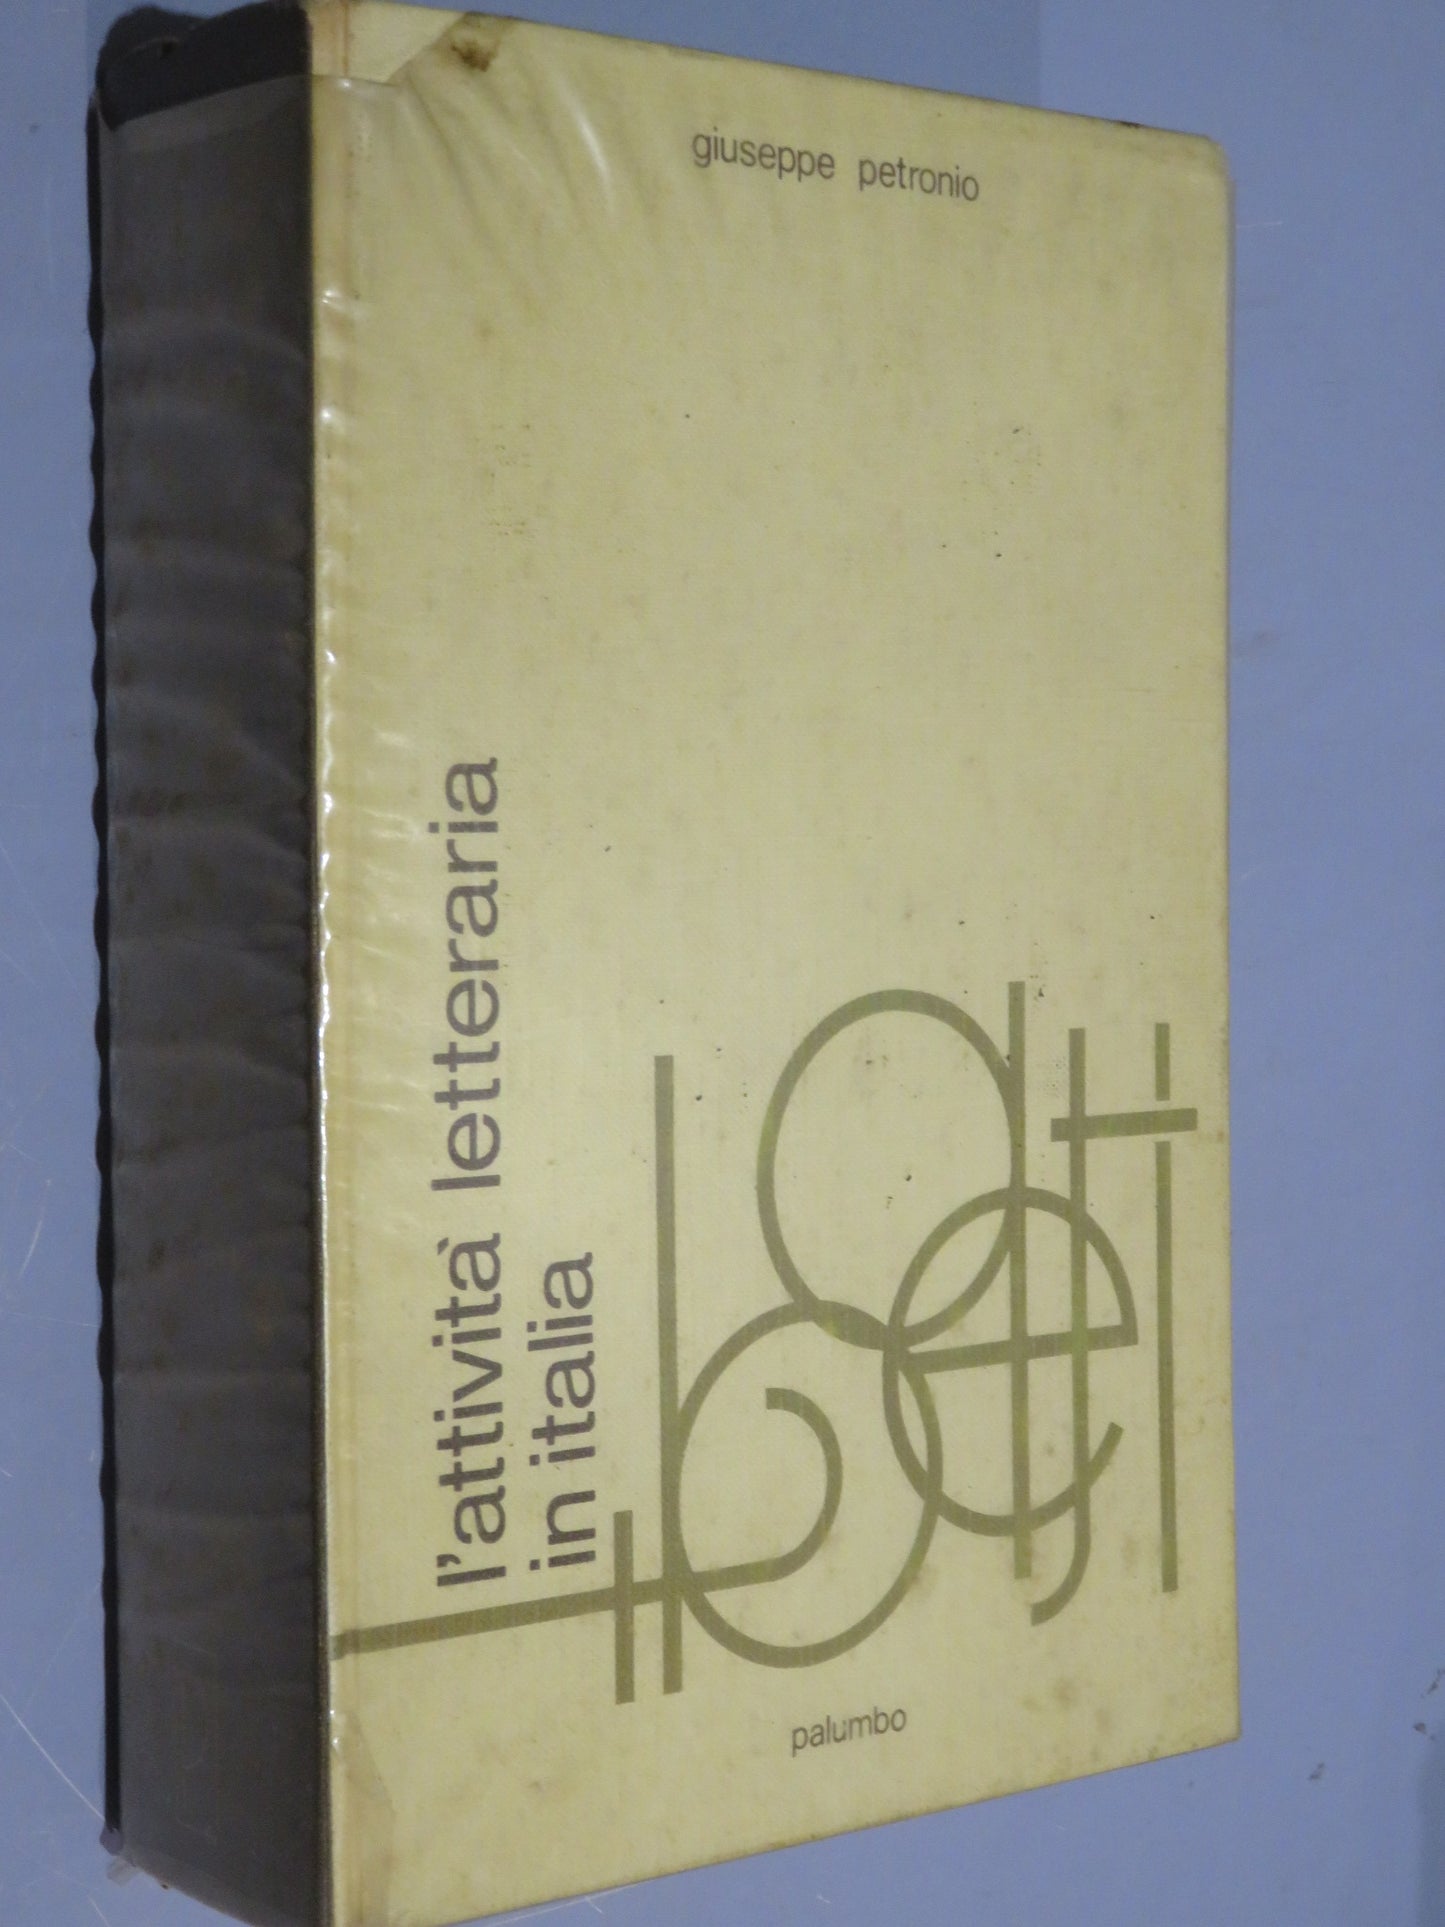 giuseppe petronio
l'attività letteraria
in italia
palumbo